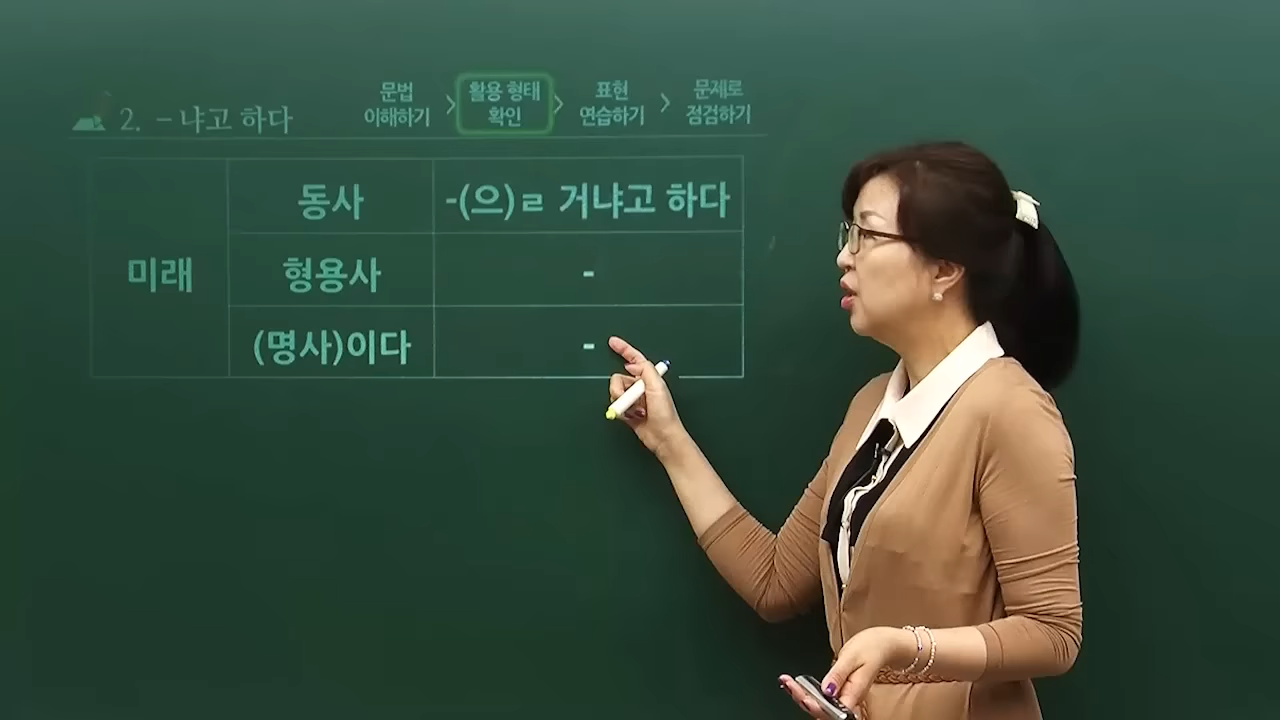 2. -냐고 하다
문법
이해하기
활용 형태
확인
표현
연습하기
문제로
점검하기
미래
동사
-(으)ㄹ 거냐고 하다
형용사
-
(명사)이다
-